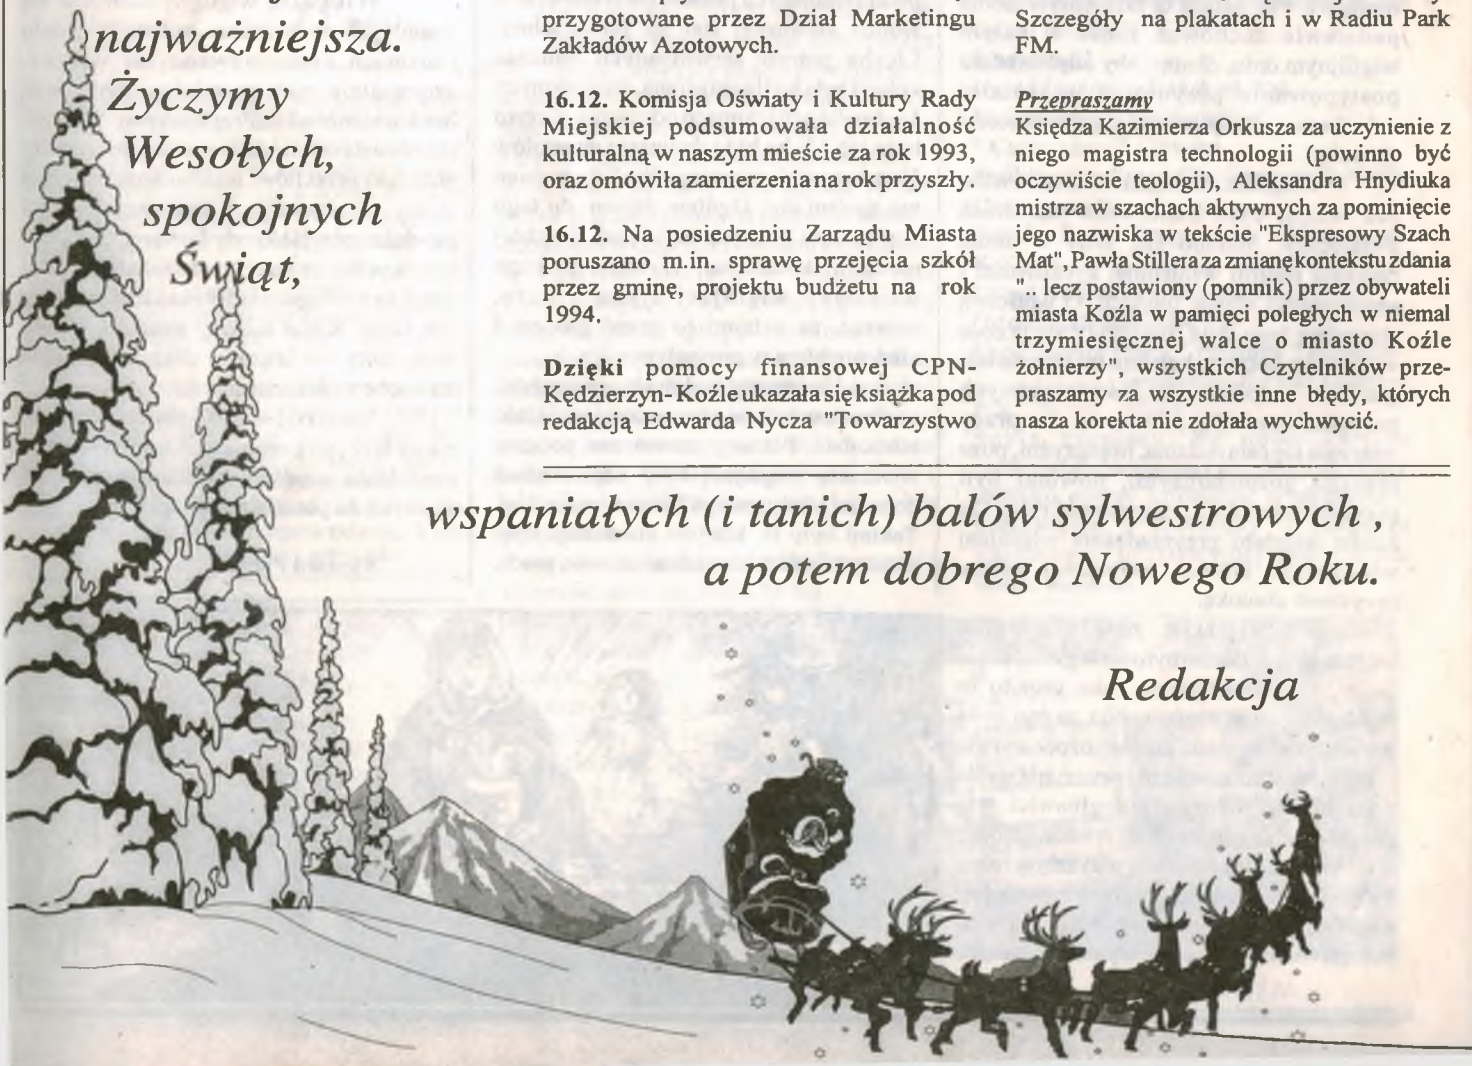 najważniejsza.
Życzymy
Wesołych,
spokojnych
Świąt,
przygotowane przez Dział Marketingu
Zakładów Azotowych.
16.12. Komisja Oświaty i Kultury Rady
Miejskiej podsumowała działalność
kulturalną w naszym mieście za rok 1993,
oraz omówiła zamierzenia na rok przyszły.
16.12. Na posiedzeniu Zarządu Miasta
poruszano m.in. sprawę przejęcia szkół
przez gminę, projektu budżetu na rok
1994.
Dzięki pomocy finansowej CPN-
Kędzierzyn-Koźle ukazała się książka pod
redakcją Edwarda Nycza "Towarzystwo
Szczegóły na plakatach i w Radiu Park
FM.
Przepraszamy
Księdza Kazimierza Orkusza za uczynienie z
niego magistra technologii (powinno być
oczywiście teologii), Aleksandra Hnydiuka
mistrza w szachach aktywnych za pominięcie
jego nazwiska w tekście "Ekspresowy Szach
Mat", Pawła Stillera za zmianę kontekstu zdania
".. lecz postawiony (pomnik) przez obywateli
miasta Koźla w pamięci poległych w niemal
trzymiesięcznej walce o miasto Koźle
żołnierzy", wszystkich Czytelników prze-
praszamy za wszystkie inne błędy, których
nasza korekta nie zdołała wychwycić.
wspaniałych (i tanich) balów sylwestrowych ,
a potem dobrego Nowego Roku.
Redakcja